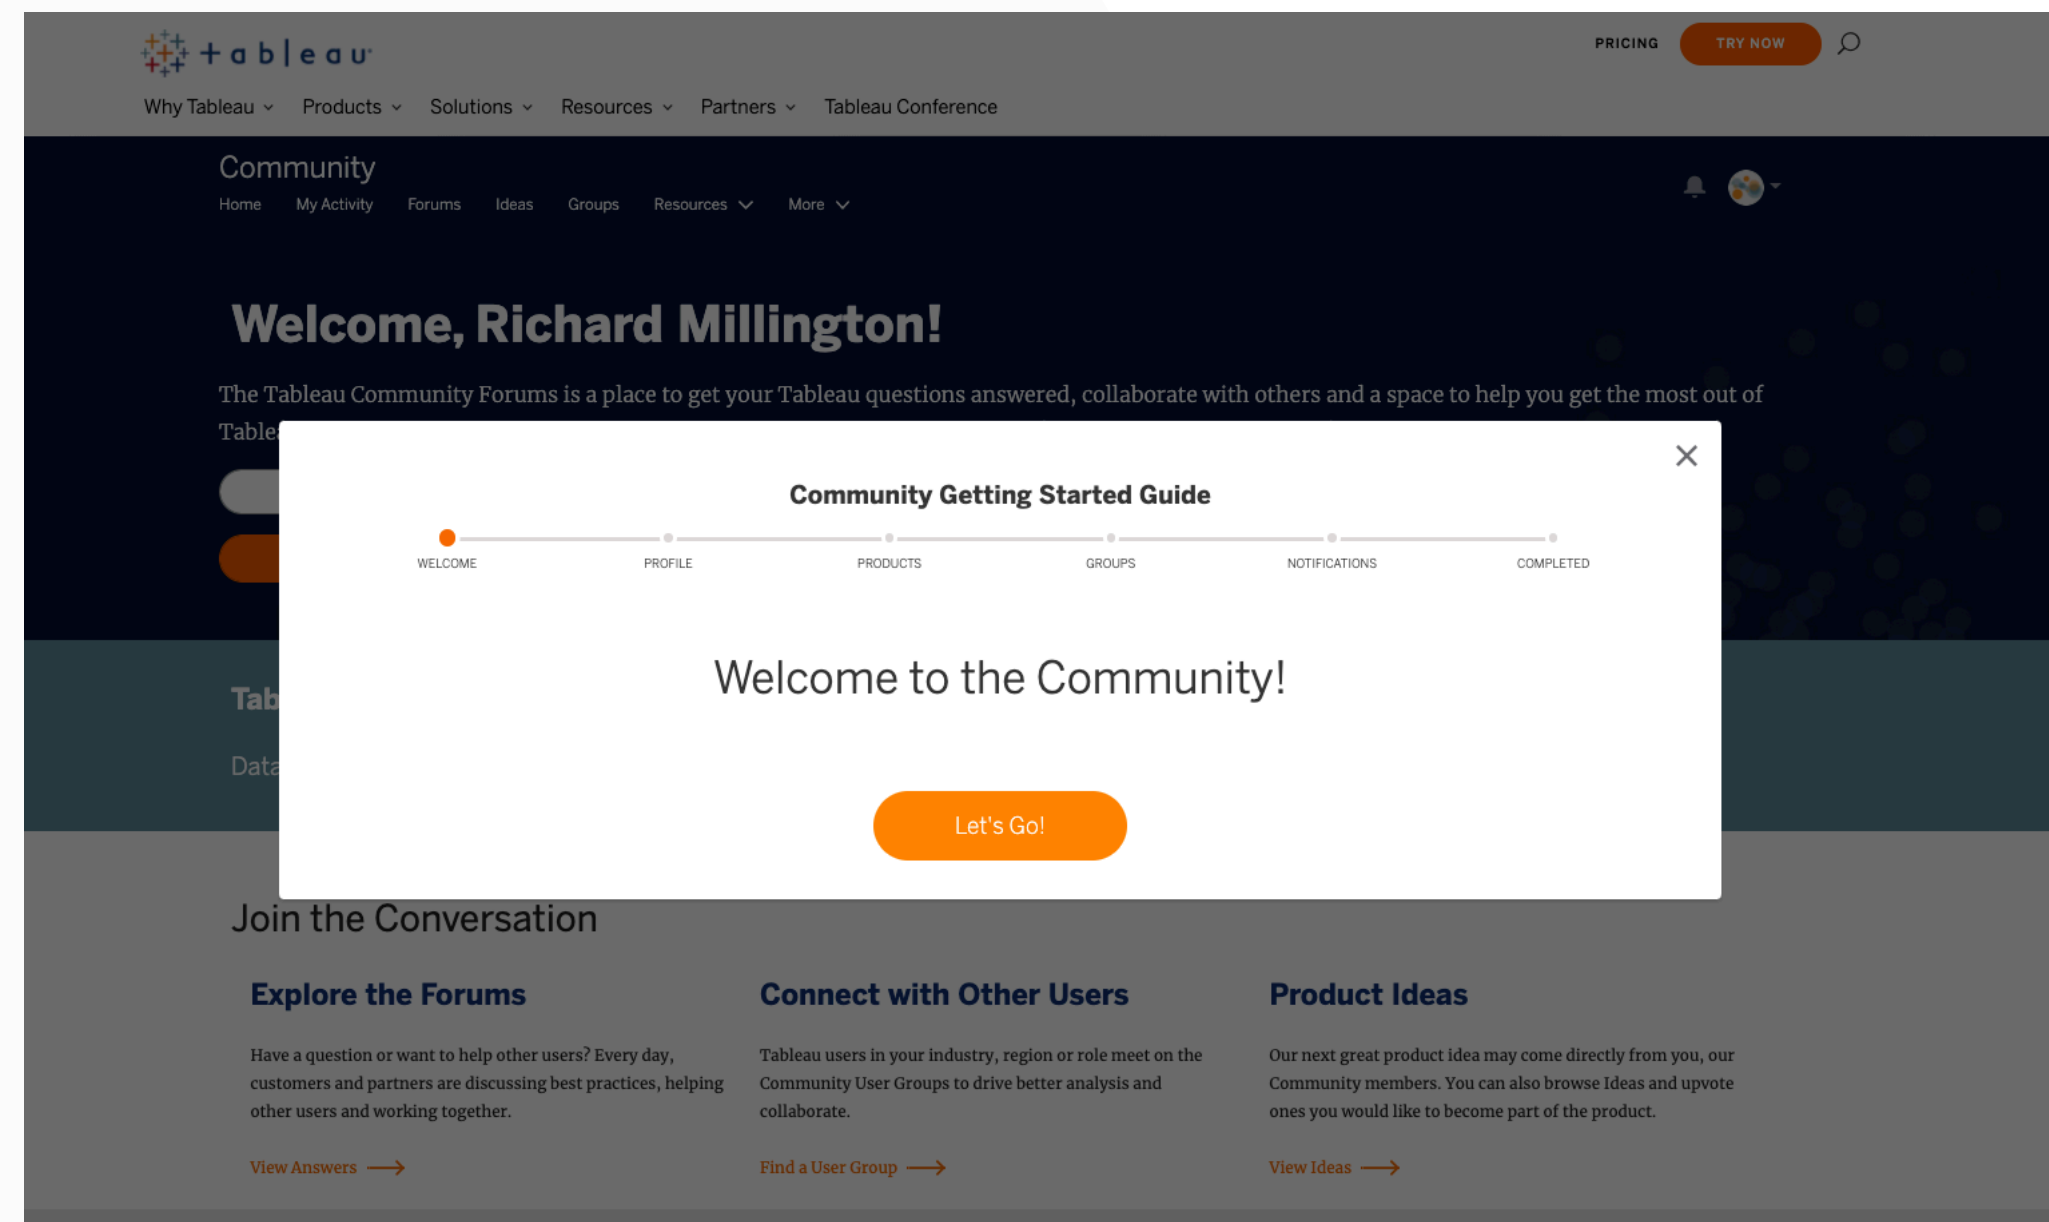 +ableau
PRICING
TRY NOW
Why Tableau
Products
Solutions
Resources
Partners
Tableau Conference
Community
Home
My Activity
Forums
Ideas
Groups
Resources
More
Welcome, Richard Millington!
The Tableau Community Forums is a place to get your Tableau questions answered, collaborate with others and a space to help you get the most out of
Community Getting Started Guide
WELCOME
PROFILE
PRODUCTS
GROUPS
NOTIFICATIONS
COMPLETED
Welcome to the Community!
Let's Go!
Join the Conversation
Explore the Forums
Have a question or want to help other users? Every day,
customers and partners are discussing best practices, helping
other users and working together.
View Answers
Connect with Other Users
Tableau users in your industry, region or role meet on the
Community User Groups to drive better analysis and
collaborate.
Find a User Group
Product Ideas
Our next great product idea may come directly from you, our
Community members. You can also browse Ideas and upvote
ones you would like to become part of the product.
View Ideas